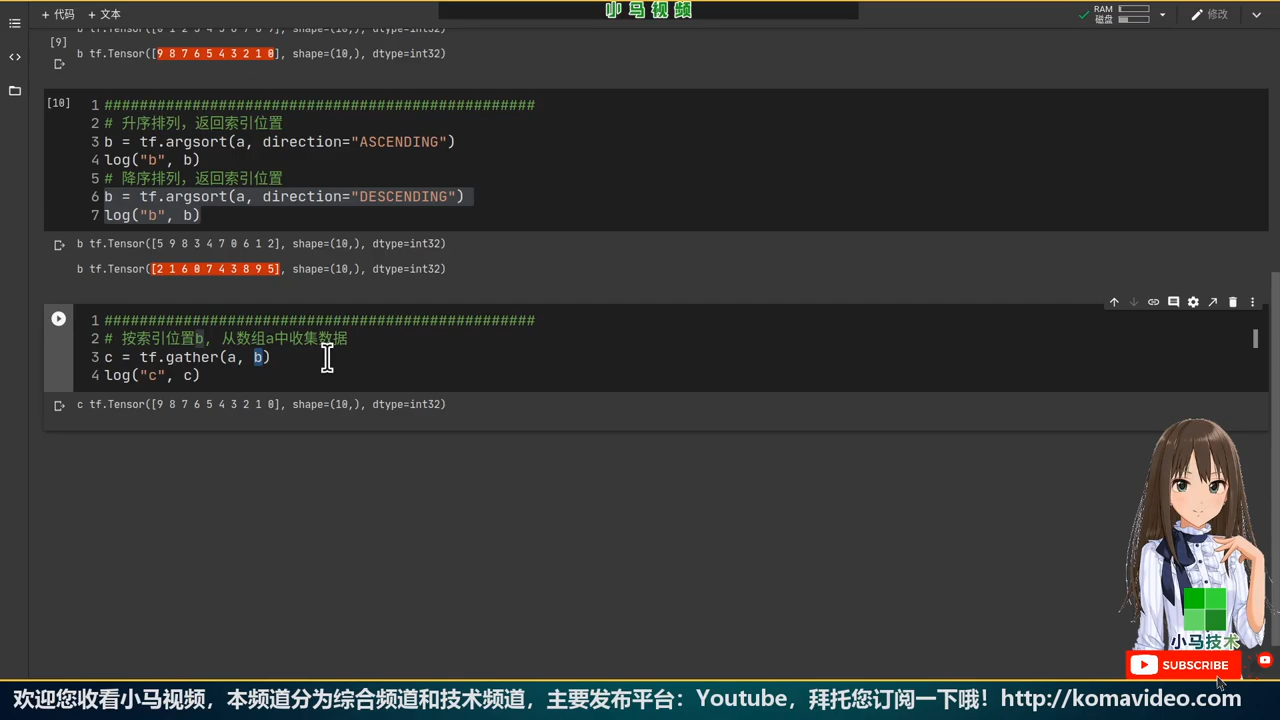 小马视频
+ 代码 + 文本
RAM
磁盘
修改
[9]
b tf.Tensor([9 8 7 6 5 4 3 2 1 0], shape=(10,), dtype=int32)
[10]
1 #################################################
2 # 升序排列，返回索引位置
3 b = tf.argsort(a, direction="ASCENDING")
4 log("b", b)
5 # 降序排列，返回索引位置
6 b = tf.argsort(a, direction="DESCENDING")
7 log("b", b)
b tf.Tensor([5 9 8 3 4 7 0 6 1 2], shape=(10,), dtype=int32)
b tf.Tensor([2 1 6 0 7 4 3 8 9 5], shape=(10,), dtype=int32)
1 #################################################
2 # 按索引位置b, 从数组a中收集数据
3 c = tf.gather(a, b)
4 log("c", c)
c tf.Tensor([9 8 7 6 5 4 3 2 1 0], shape=(10,), dtype=int32)
小马技术
SUBSCRIBE
欢迎您收看小马视频，本频道分为综合频道和技术频道，主要发布平台：Youtube，拜托您订阅一下哦！http://komavideo.com